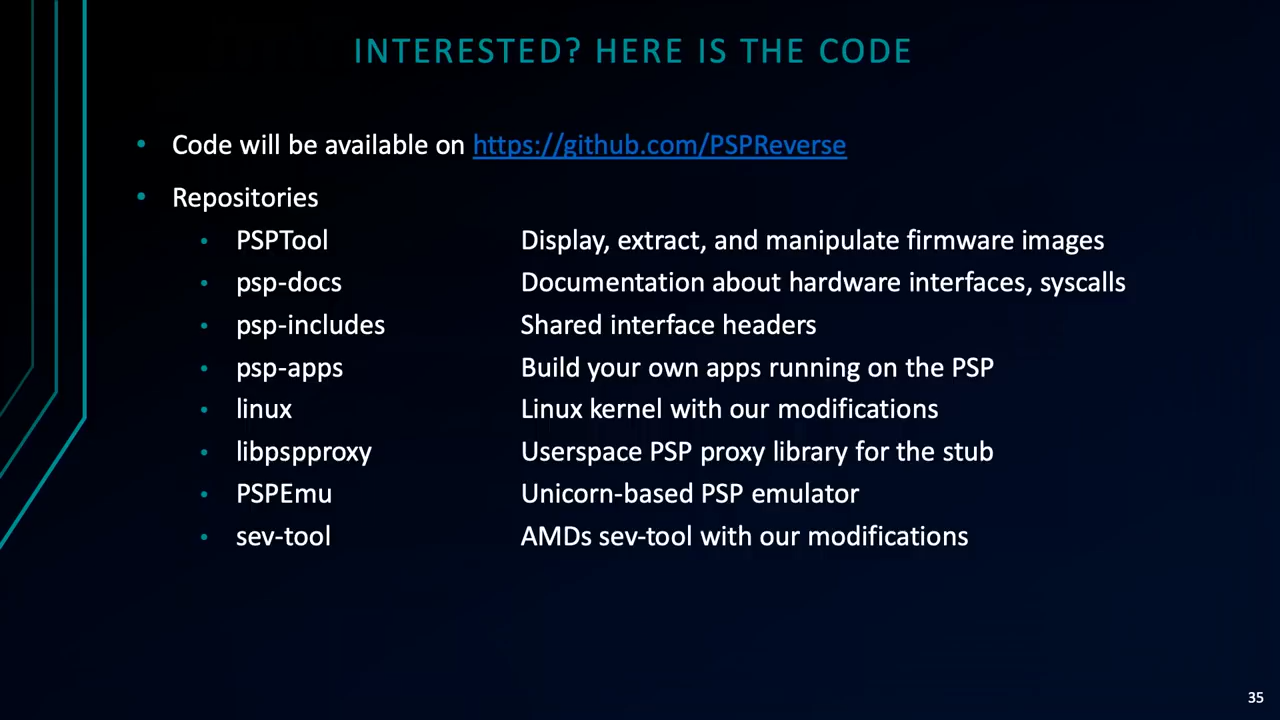 INTERESTED? HERE IS THE CODE
• Code will be available on https://github.com/PSPReverse
• Repositories
• PSPTool Display, extract, and manipulate firmware images
• psp-docs Documentation about hardware interfaces, syscalls
• psp-includes Shared interface headers
• psp-apps Build your own apps running on the PSP
• linux Linux kernel with our modifications
• libpspproxy Userspace PSP proxy library for the stub
• PSPEmu Unicorn-based PSP emulator
• sev-tool AMDs sev-tool with our modifications
35